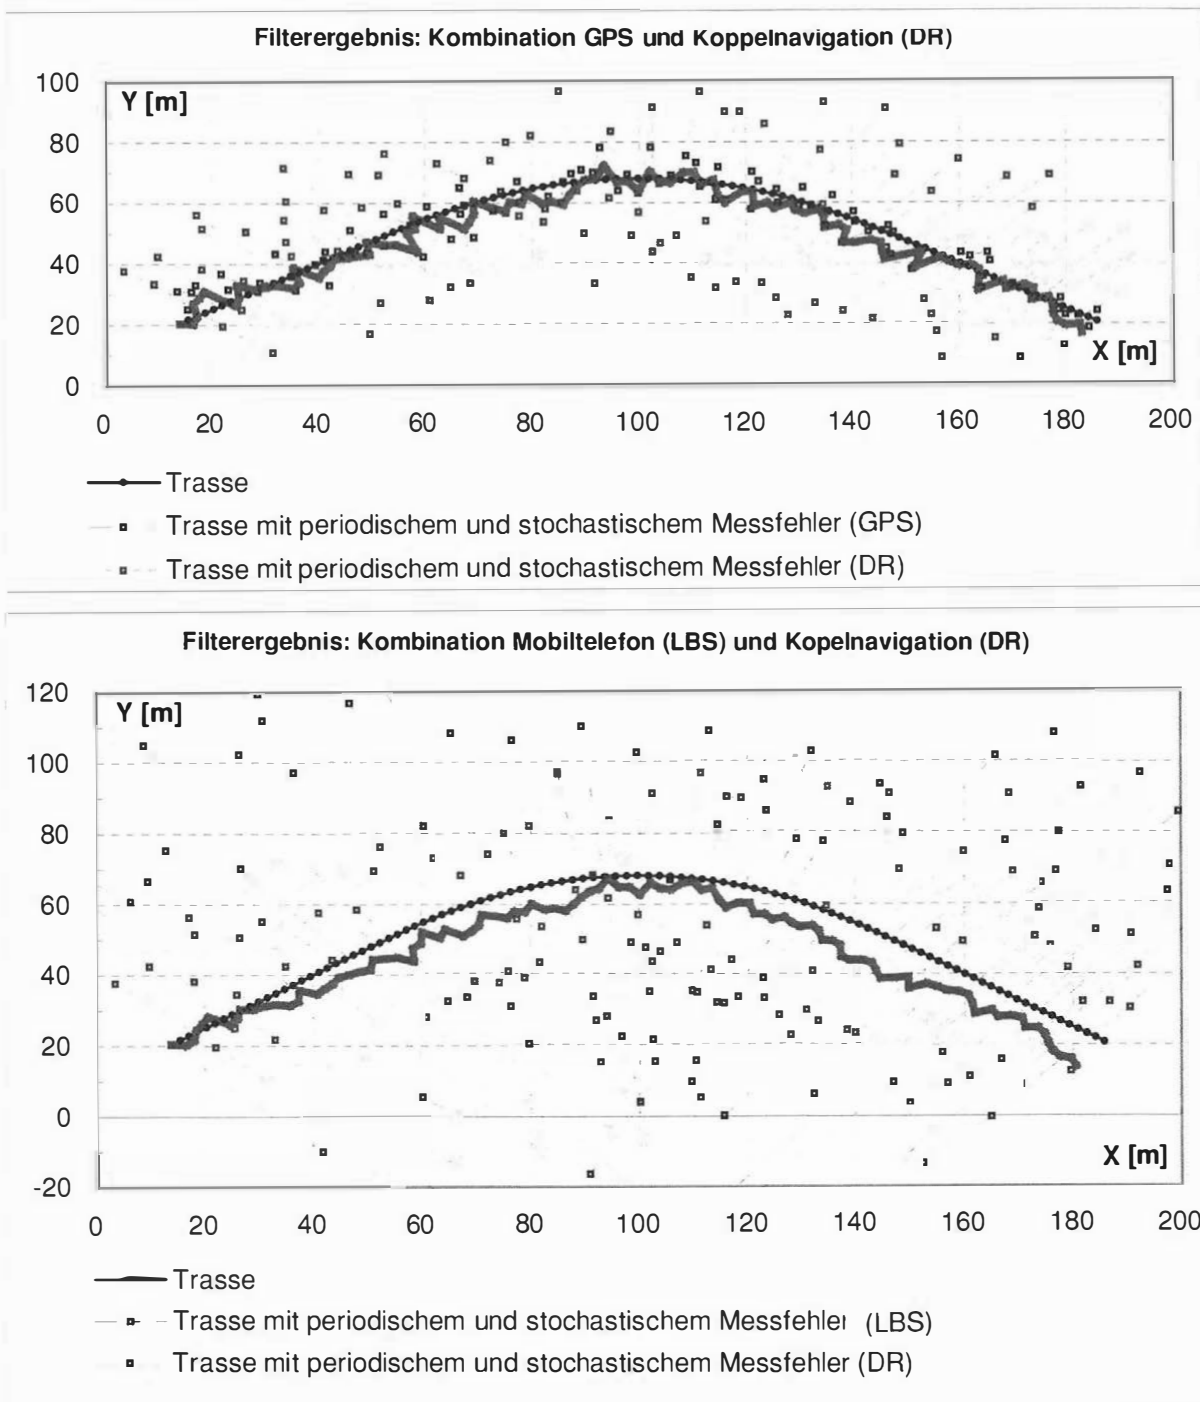 Filterergebnis: Kombination GPS und Koppelnavigation (DR)
100
Y [m]
80
60
40
20
X [m]
0
0 20 40 60 80 100 120 140 160 180 200
Trasse
Trasse mit periodischem und stochastischem Messfehler (GPS)
Trasse mit periodischem und stochastischem Messfehler (DR)
Filterergebnis: Kombination Mobiltelefon (LBS) und Kopelnavigation (DR)
120
Y [m]
100
80
60
40
20
0
X [m]
-20
0 20 40 60 80 100 120 140 160 180 200
Trasse
Trasse mit periodischem und stochastischem Messfehler (LBS)
Trasse mit periodischem und stochastischem Messfehler (DR)